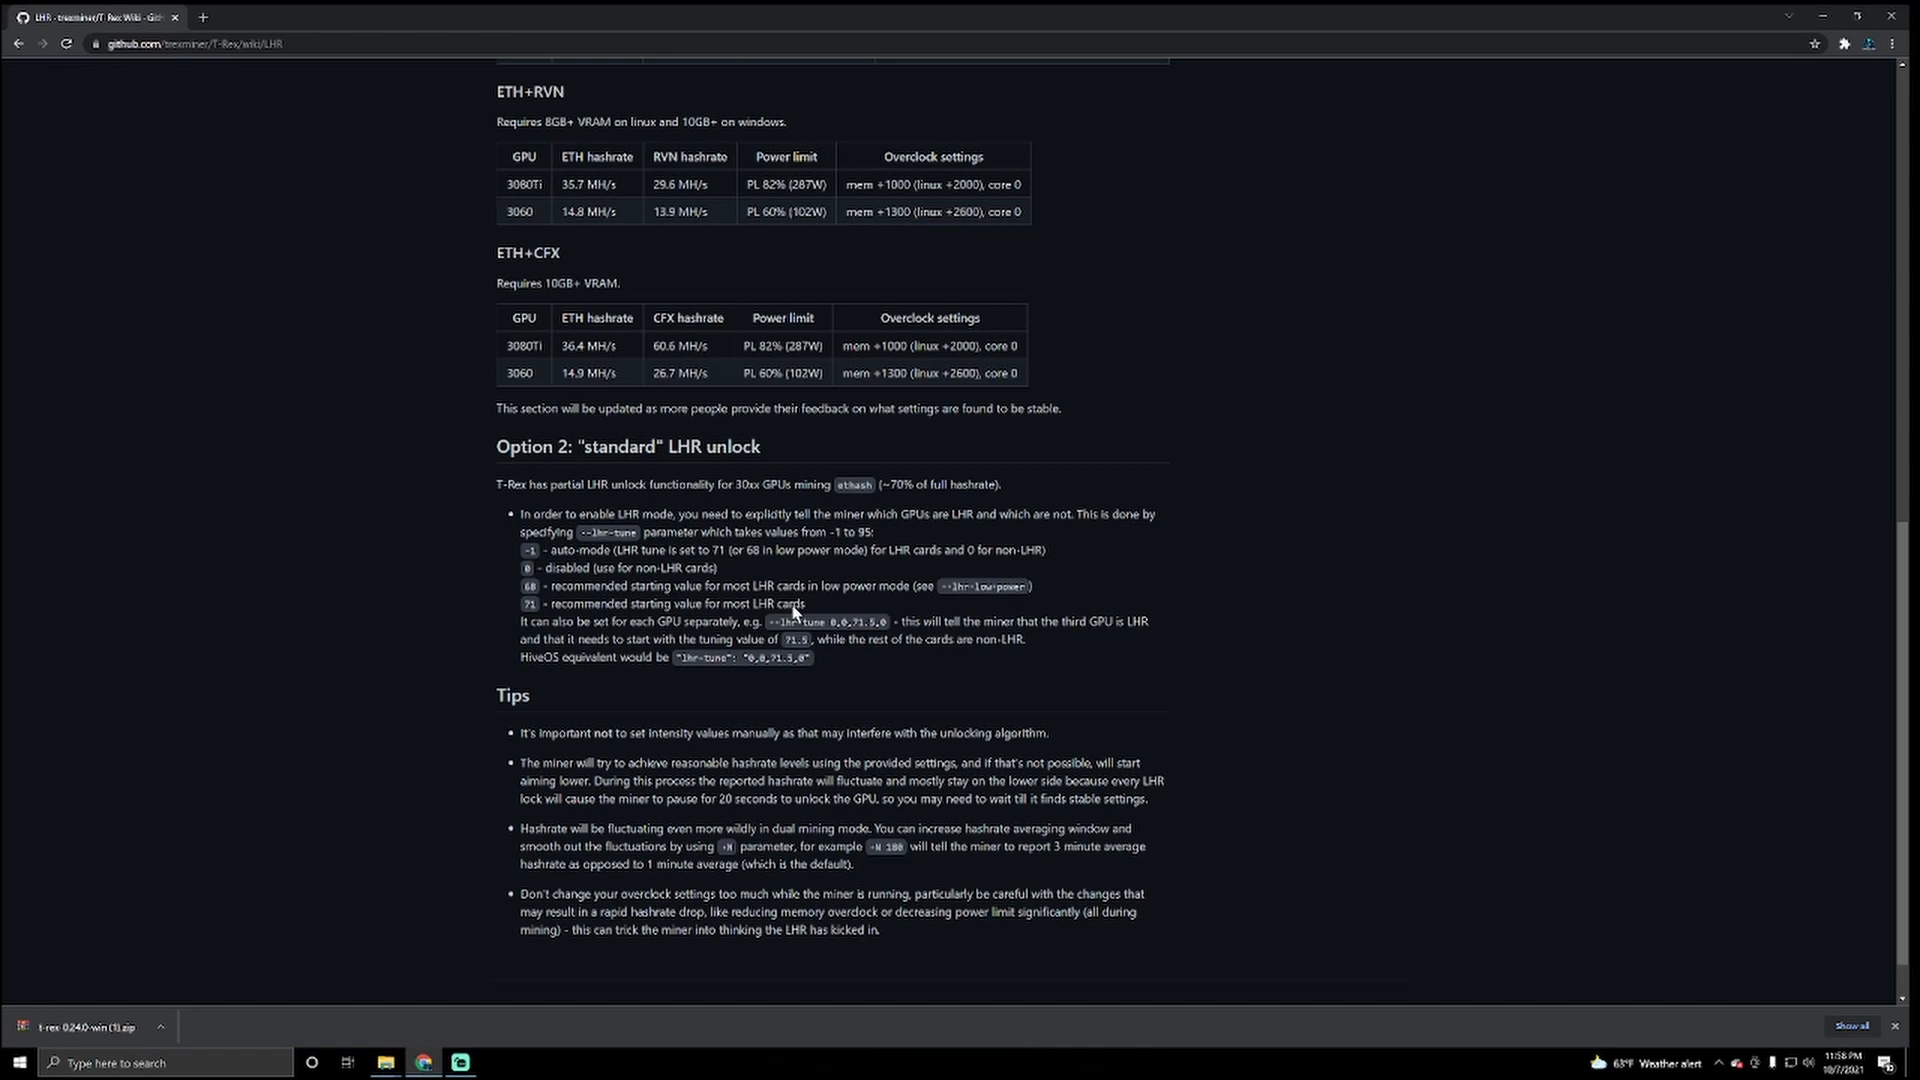 LHR · trexminer/T-Rex Wiki · GitH
github.com/trexminer/T-Rex/wiki/LHR
ETH+RVN
Requires 8GB+ VRAM on linux and 10GB+ on windows.
GPU ETH hashrate RVN hashrate Power limit Overclock settings
3080Ti 35.7 MH/s 29.6 MH/s PL 82% (287W) mem +1000 (linux +2000), core 0
3060 14.8 MH/s 13.9 MH/s PL 60% (102W) mem +1300 (linux +2600), core 0
ETH+CFX
Requires 10GB+ VRAM.
GPU ETH hashrate CFX hashrate Power limit Overclock settings
3080Ti 36.4 MH/s 60.6 MH/s PL 82% (287W) mem +1000 (linux +2000), core 0
3060 14.9 MH/s 26.7 MH/s PL 60% (102W) mem +1300 (linux +2600), core 0
This section will be updated as more people provide their feedback on what settings are found to be stable.
Option 2: "standard" LHR unlock
T-Rex has partial LHR unlock functionality for 30xx GPUs mining ethash (~70% of full hashrate).
• In order to enable LHR mode, you need to explicitly tell the miner which GPUs are LHR and which are not. This is done by
specifying --lhr-tune parameter which takes values from -1 to 95:
-1 - auto-mode (LHR tune is set to 71 (or 68 in low power mode) for LHR cards and 0 for non-LHR)
0 - disabled (use for non-LHR cards)
68 - recommended starting value for most LHR cards in low power mode (see --lhr-low-power)
71 - recommended starting value for most LHR cards
It can also be set for each GPU separately, e.g. --lhr-tune 0,0,71.5,0 - this will tell the miner that the third GPU is LHR
and that it needs to start with the tuning value of 71.5, while the rest of the cards are non-LHR.
HiveOS equivalent would be "lhr-tune": "0,0,71.5,0"
Tips
• It's important not to set intensity values manually as that may interfere with the unlocking algorithm.
• The miner will try to achieve reasonable hashrate levels using the provided settings, and if that's not possible, will start
aiming lower. During this process the reported hashrate will fluctuate and mostly stay on the lower side because every LHR
lock will cause the miner to pause for 20 seconds to unlock the GPU, so you may need to wait till it finds stable settings.
• Hashrate will be fluctuating even more wildly in dual mining mode. You can increase hashrate averaging window and
smooth out the fluctuations by using -N parameter, for example -N 180 will tell the miner to report 3 minute average
hashrate as opposed to 1 minute average (which is the default).
• Don't change your overclock settings too much while the miner is running, particularly be careful with the changes that
may result in a rapid hashrate drop, like reducing memory overclock or decreasing power limit significantly (all during
mining) - this can trick the miner into thinking the LHR has kicked in.
t-rex-0.24.0-win (1).zip
Show all
Type here to search
63°F Weather alert
11:58 PM
10/7/2021